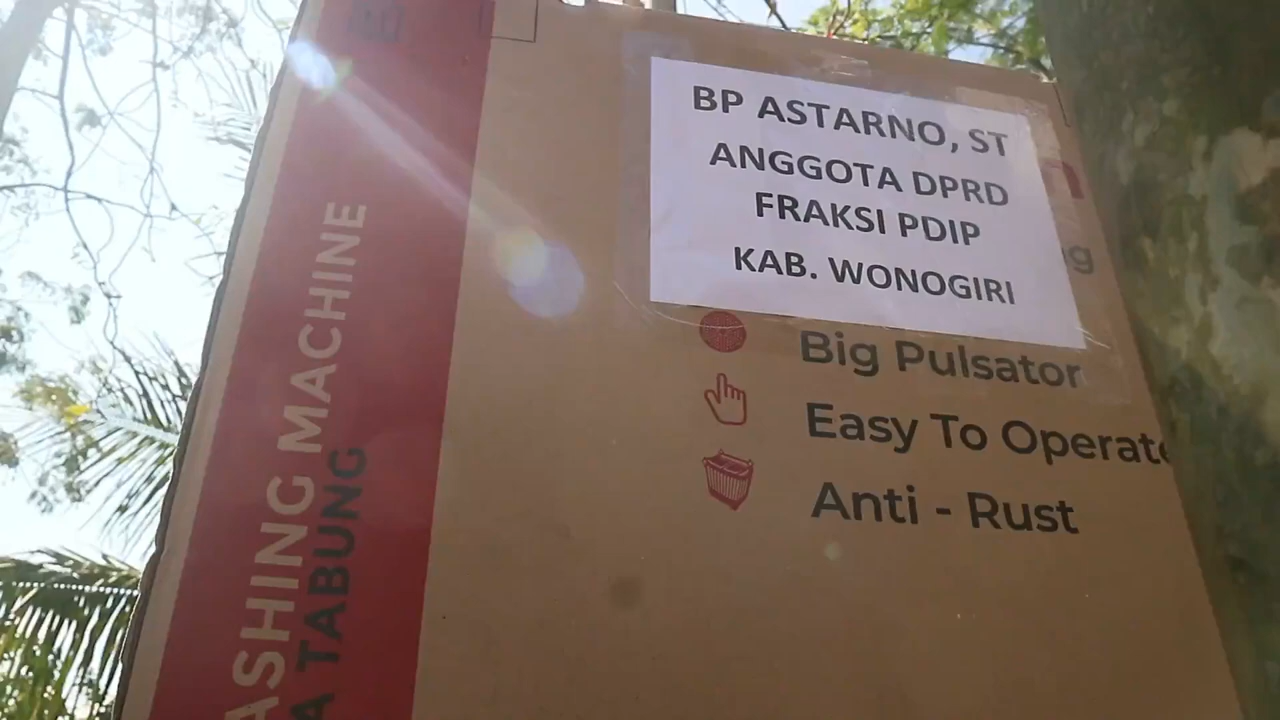 BP ASTARNO, ST
ANGGOTA DPRD
FRAKSI PDIP
KAB. WONOGIRI
Big Pulsator
Easy To Operate
Anti - Rust
ASHING MACHINE
A TABUNG